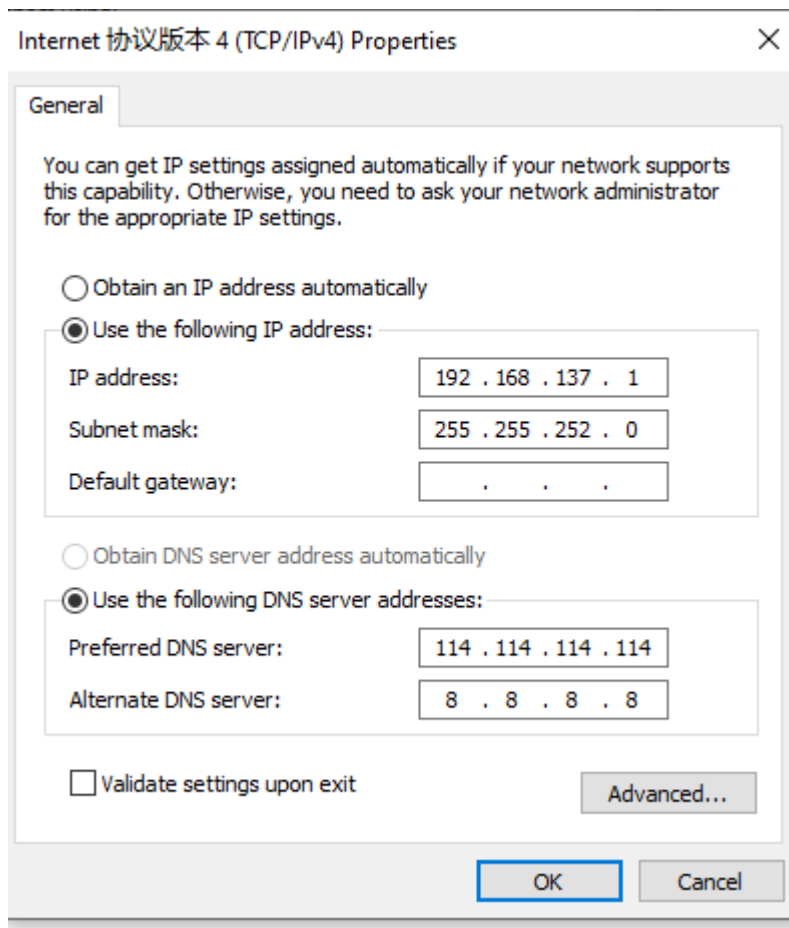 Internet 协议版本 4 (TCP/IPv4) Properties
General
You can get IP settings assigned automatically if your network supports
this capability. Otherwise, you need to ask your network administrator
for the appropriate IP settings.
Obtain an IP address automatically
Use the following IP address:
IP address: 192 . 168 . 137 . 1
Subnet mask: 255 . 255 . 252 . 0
Default gateway: . . .
Obtain DNS server address automatically
Use the following DNS server addresses:
Preferred DNS server: 114 . 114 . 114 . 114
Alternate DNS server: 8 . 8 . 8 . 8
Validate settings upon exit
Advanced...
OK Cancel